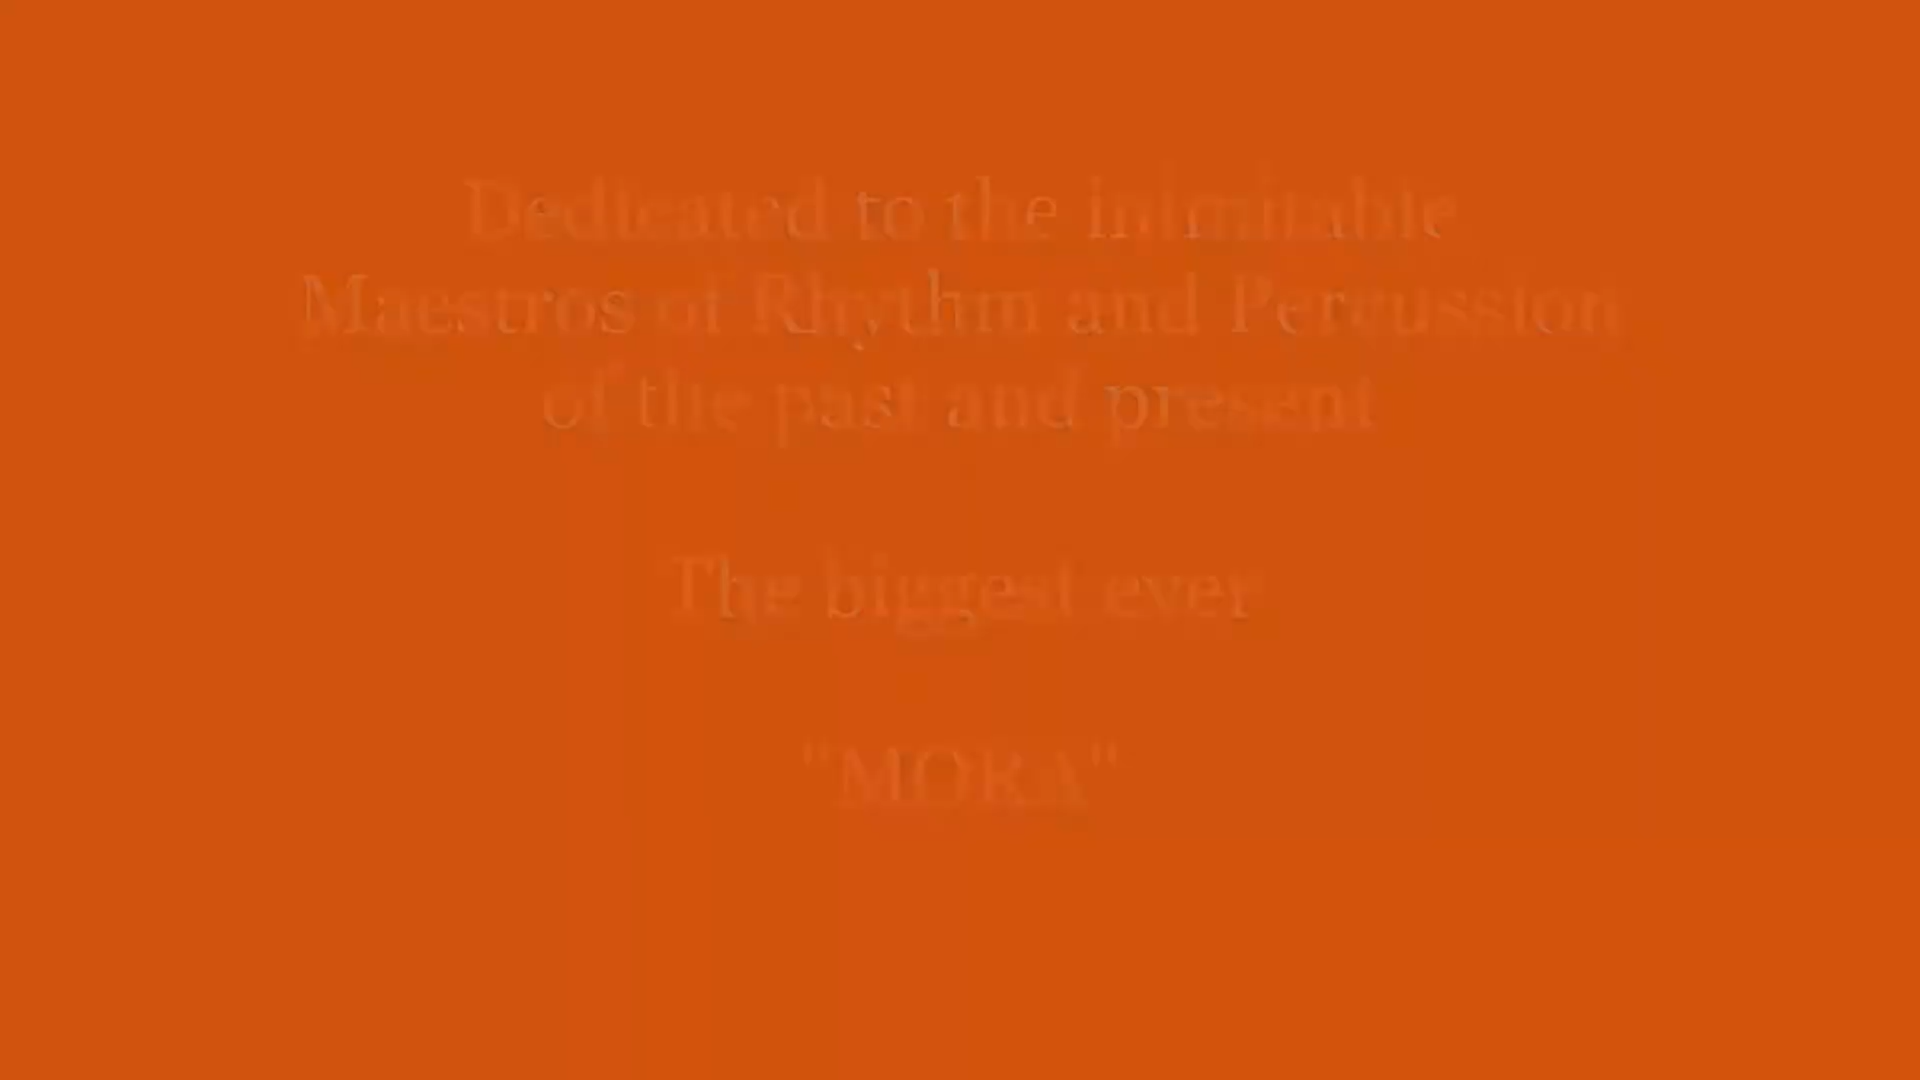 Dedicated to the inimitable
Maestros of Rhythm and Percussion
of the past and present
The biggest ever
"MORA"